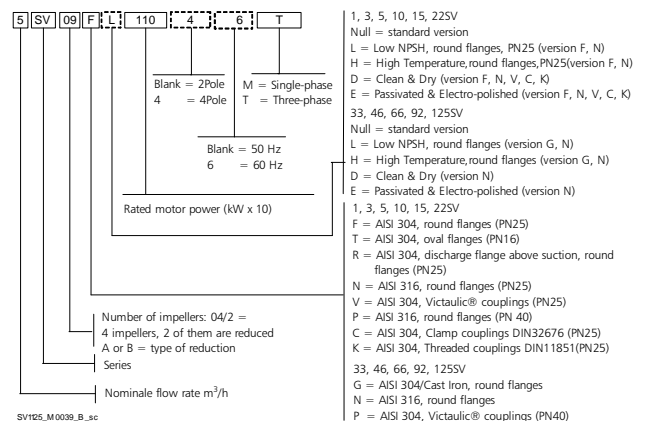 5 SV 09 F L 110 4 6 T
Blank = 2Pole
4 = 4Pole
M = Single-phase
T = Three-phase
Blank = 50 Hz
6 = 60 Hz
Rated motor power (kW x 10)
Number of impellers: 04/2 =
4 impellers, 2 of them are reduced
A or B = type of reduction
Series
Nominale flow rate m³/h
SV1125_M0039_B_sc
1, 3, 5, 10, 15, 22SV
Null = standard version
L = Low NPSH, round flanges, PN25 (version F, N)
H = High Temperature,round flanges,PN25(version F, N)
D = Clean & Dry (version F, N, V, C, K)
E = Passivated & Electro-polished (version F, N, V, C, K)
33, 46, 66, 92, 125SV
Null = standard version
L = Low NPSH, round flanges (version G, N)
H = High Temperature,round flanges (version G, N)
D = Clean & Dry (version N)
E = Passivated & Electro-polished (version N)
1, 3, 5, 10, 15, 22SV
F = AISI 304, round flanges (PN25)
T = AISI 304, oval flanges (PN16)
R = AISI 304, discharge flange above suction, round
flanges (PN25)
N = AISI 316, round flanges (PN25)
V = AISI 304, Victaulic® couplings (PN25)
P = AISI 316, round flanges (PN 40)
C = AISI 304, Clamp couplings DIN32676 (PN25)
K = AISI 304, Threaded couplings DIN11851(PN25)
33, 46, 66, 92, 125SV
G = AISI 304/Cast Iron, round flanges
N = AISI 316, round flanges
P = AISI 304, Victaulic® couplings (PN40)